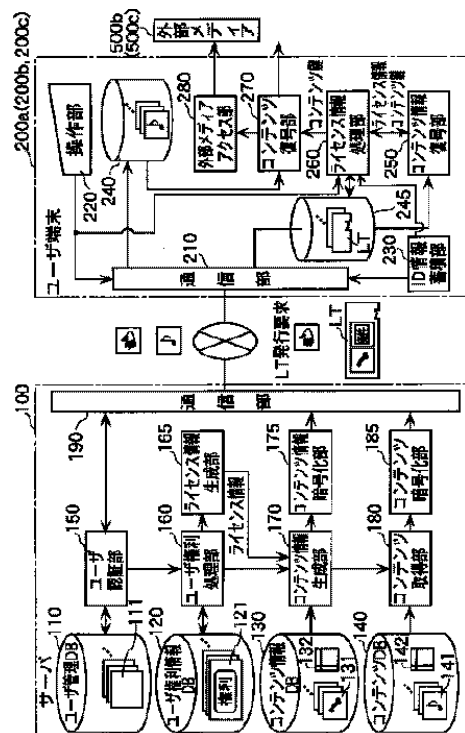 100
サーバ
110
ユーザ管理DB
111
120
ユーザ権利情報DB
権利
121
130
コンテンツ情報DB
132
131
140
コンテンツDB
142
141
150
ユーザ
認証部
160
ユーザ権利
処理部
165
ライセンス情報
生成部
ライセンス情報
170
コンテンツ情報
生成部
175
コンテンツ情報
暗号化部
180
コンテンツ
取得部
185
コンテンツ
暗号化部
190
通信部
LT発行要求
LT
200a(200b, 200c)
ユーザ端末
210
通信部
220
操作部
240
230
ID情報
蓄積部
245
LT
250
コンテンツ情報
復号部
ライセンス情報
コンテンツ鍵
260
ライセンス情報
処理部
コンテンツ鍵
270
コンテンツ
復号部
280
外部メディア
アクセス部
500b
(500c)
外部メディア